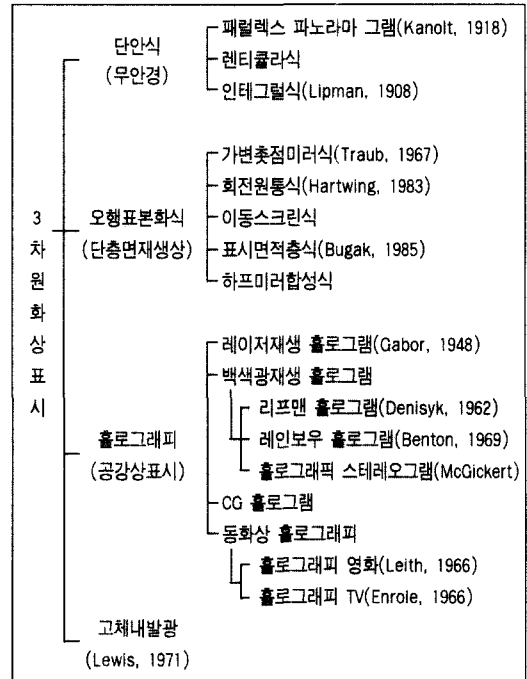 3차원화상표시
단안식
(무안경)
패럴렉스 파노라마 그램(Kanolt, 1918)
렌티큘라식
인테그럴식(Lipman, 1908)
오행표본화식
(단층면재생상)
가변촛점미러식(Traub, 1967)
회전원통식(Hartwing, 1983)
이동스크린식
표시면적층식(Bugak, 1985)
하프미러합성식
홀로그래피
(공강상표시)
레이저재생 홀로그램(Gabor, 1948)
백색광재생 홀로그램
리프맨 홀로그램(Denisyk, 1962)
레인보우 홀로그램(Benton, 1969)
홀로그래픽 스테레오그램(McGickert)
CG 홀로그램
동화상 홀로그래피
홀로그래피 영화(Leith, 1966)
홀로그래피 TV(Enroie, 1966)
고체내발광
(Lewis, 1971)